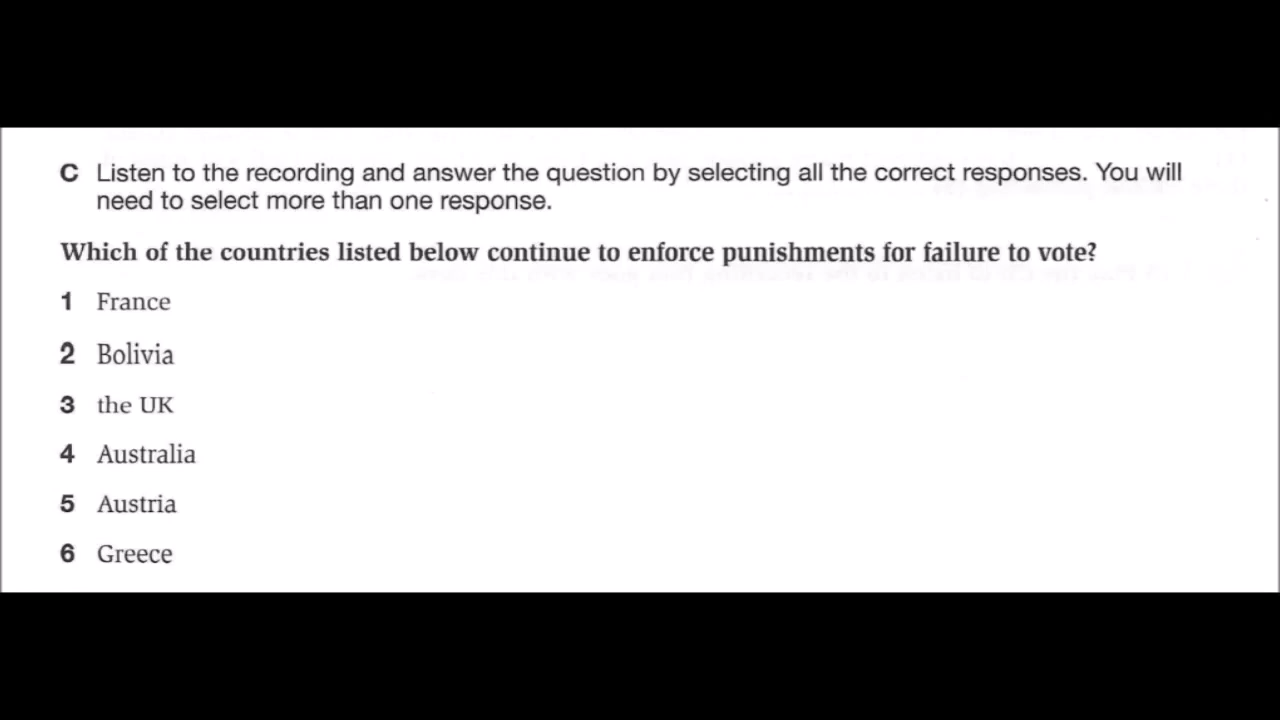 C Listen to the recording and answer the question by selecting all the correct responses. You will
need to select more than one response.
Which of the countries listed below continue to enforce punishments for failure to vote?
1 France
2 Bolivia
3 the UK
4 Australia
5 Austria
6 Greece